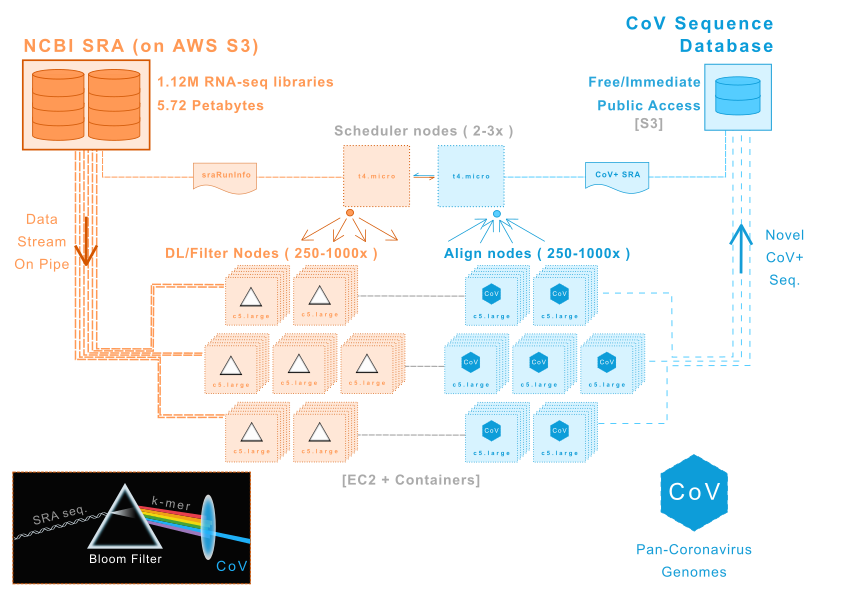 NCBI SRA (on AWS S3)
1.12M RNA-seq libraries
5.72 Petabytes
CoV Sequence
Database
Free/Immediate
Public Access
[S3]
Scheduler nodes ( 2-3x )
sraRunInfo
t4.micro
t4.micro
CoV+ SRA
Data
Stream
On Pipe
DL/Filter Nodes ( 250-1000x )
Align nodes ( 250-1000x )
Novel
CoV+
Seq.
CoV
CoV
c5.large
c5.large
c5.large
c5.large
CoV
CoV
CoV
c5.large
c5.large
c5.large
c5.large
c5.large
c5.large
CoV
CoV
c5.large
c5.large
c5.large
c5.large
[EC2 + Containers]
SRA seq.
k-mer
Bloom Filter
CoV
CoV
Pan-Coronavirus
Genomes